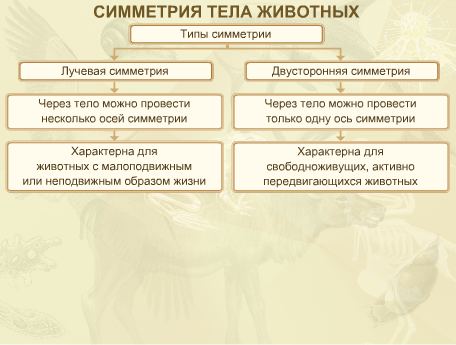 СИММЕТРИЯ ТЕЛА ЖИВОТНЫХ
Типы симметрии
Лучевая симметрия
Двусторонняя симметрия
Через тело можно провести
несколько осей симметрии
Через тело можно провести
только одну ось симметрии
Характерна для
животных с малоподвижным
или неподвижным образом жизни
Характерна для
свободноживущих, активно
передвигающихся животных